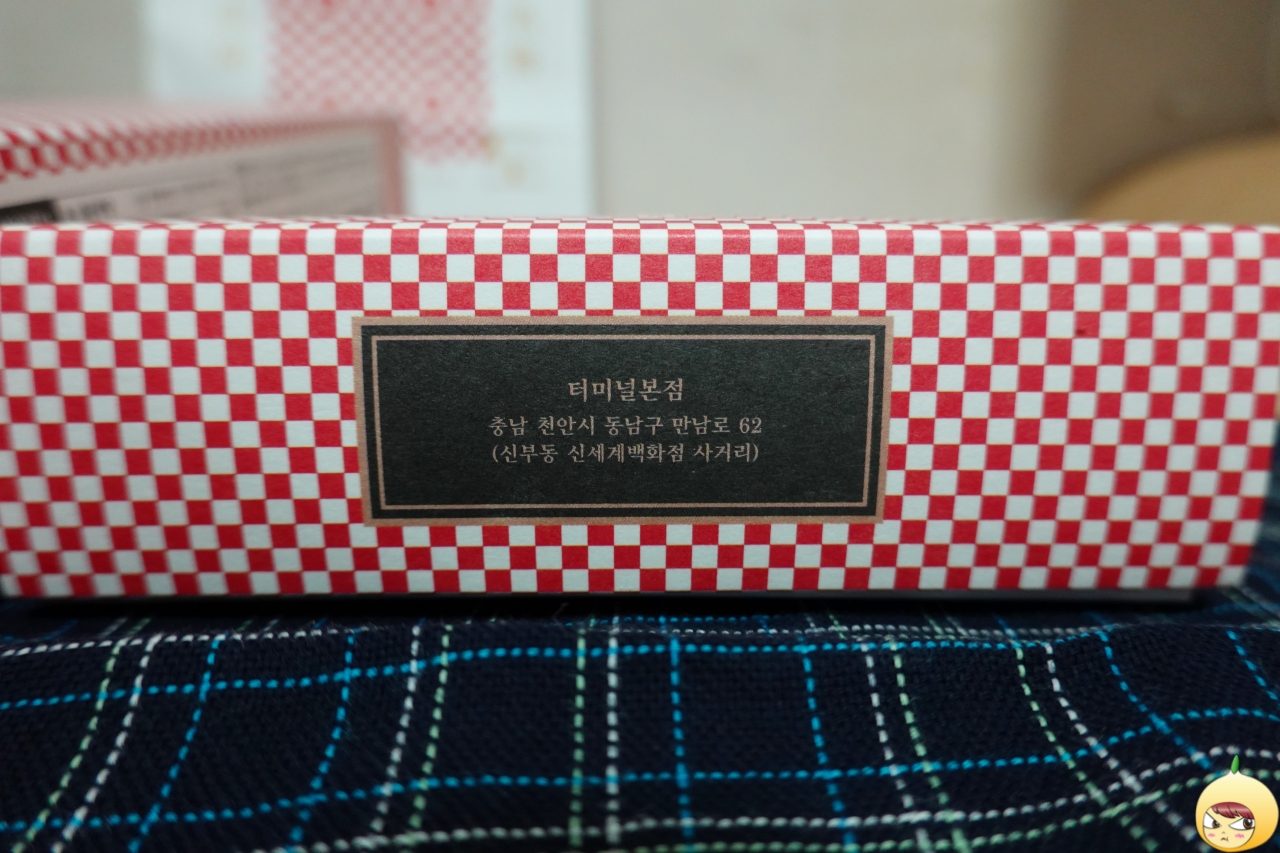 터미널본점
충남 천안시 동남구 만남로 62
(신부동 신세계백화점 사거리)